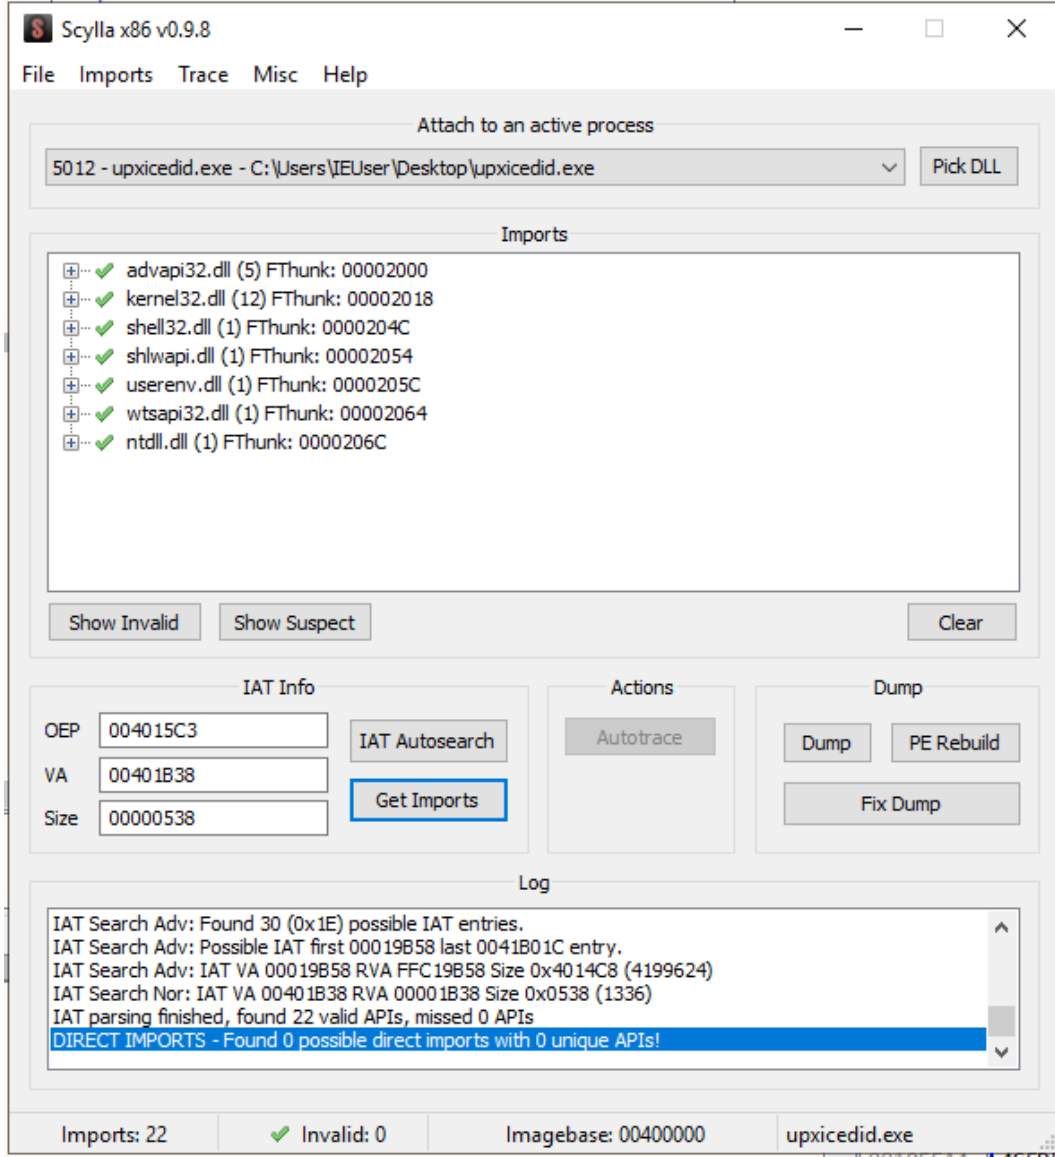 Scylla x86 v0.9.8
File Imports Trace Misc Help
Attach to an active process
5012 - upxicedid.exe - C:\Users\IEUser\Desktop\upxicedid.exe
Pick DLL
Imports
advapi32.dll (5) FThunk: 00002000
kernel32.dll (12) FThunk: 00002018
shell32.dll (1) FThunk: 0000204C
shlwapi.dll (1) FThunk: 00002054
userenv.dll (1) FThunk: 0000205C
wtsapi32.dll (1) FThunk: 00002064
ntdll.dll (1) FThunk: 0000206C
Show Invalid Show Suspect Clear
IAT Info
OEP 004015C3
VA 00401B38
Size 00000538
IAT Autosearch
Get Imports
Actions
Autotrace
Dump
Dump PE Rebuild
Fix Dump
Log
IAT Search Adv: Found 30 (0x1E) possible IAT entries.
IAT Search Adv: Possible IAT first 00019B58 last 0041B01C entry.
IAT Search Adv: IAT VA 00019B58 RVA FFC19B58 Size 0x4014C8 (4199624)
IAT Search Nor: IAT VA 00401B38 RVA 00001B38 Size 0x0538 (1336)
IAT parsing finished, found 22 valid APIs, missed 0 APIs
DIRECT IMPORTS - Found 0 possible direct imports with 0 unique APIs!
Imports: 22 Invalid: 0 Imagebase: 00400000 upxicedid.exe